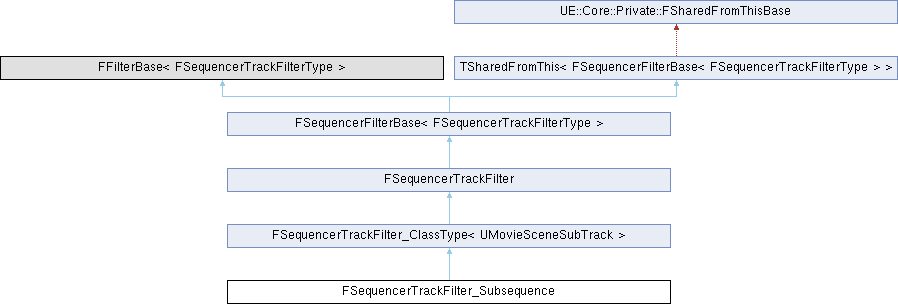 UE::Core::Private::FSharedFromThisBase
FFilterBase< FSequencerTrackFilterType >
TSharedFromThis< FSequencerFilterBase< FSequencerTrackFilterType > >
FSequencerFilterBase< FSequencerTrackFilterType >
FSequencerTrackFilter
FSequencerTrackFilter_ClassType< UMovieSceneSubTrack >
FSequencerTrackFilter_Subsequence